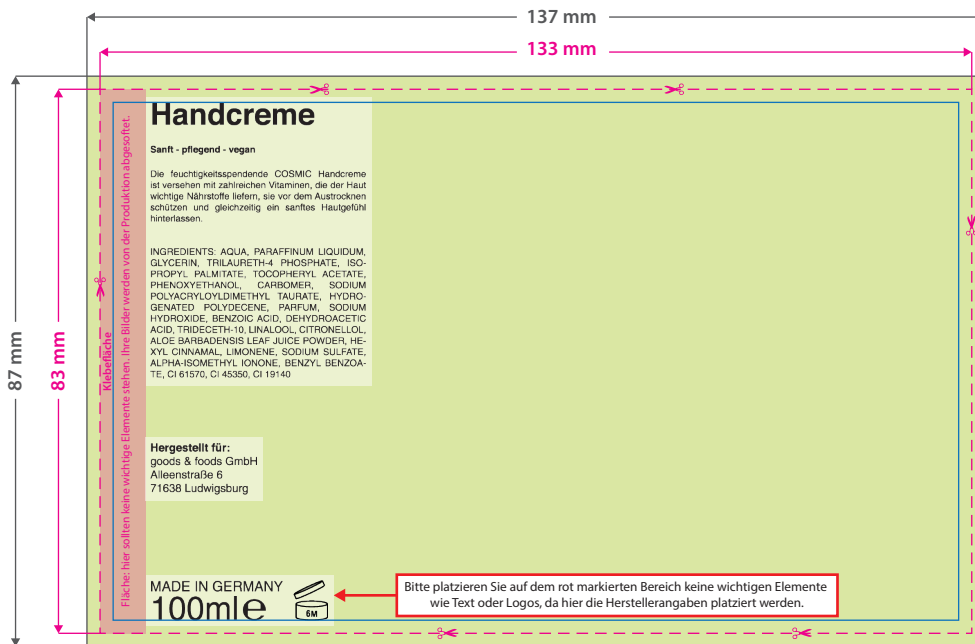 137 mm
133 mm
87 mm
83 mm
Klebefläche
Fläche: hier sollten keine wichtige Elemente stehen. Ihre Bilder werden von der Produktion abgesoftet.
Handcreme
Sanft - pflegend - vegan
Die feuchtigkeitsspendende COSMIC Handcreme
ist versehen mit zahlreichen Vitaminen, die der Haut
wichtige Nährstoffe liefern, sie vor dem Austrocknen
schützen und gleichzeitig ein sanftes Hautgefühl
hinterlassen.
INGREDIENTS: AQUA, PARAFFINUM LIQUIDUM,
GLYCERIN, TRILAURETH-4 PHOSPHATE, ISO-
PROPYL PALMITATE, TOCOPHERYL ACETATE,
PHENOXYETHANOL, CARBOMER, SODIUM
POLYACRYLOYLDIMETHYL TAURATE, HYDRO-
GENATED POLYDECENE, PARFUM, SODIUM
HYDROXIDE, BENZOIC ACID, DEHYDROACETIC
ACID, TRIDECETH-10, LINALOOL, CITRONELLOL,
ALOE BARBADENSIS LEAF JUICE POWDER, HE-
XYL CINNAMAL, LIMONENE, SODIUM SULFATE,
ALPHA-ISOMETHYL IONONE, BENZYL BENZOA-
TE, CI 61570, CI 45350, CI 19140
Hergestellt für:
goods & foods GmbH
Alleenstraße 6
71638 Ludwigsburg
MADE IN GERMANY
100ml℮
6M
Bitte platzieren Sie auf dem rot markierten Bereich keine wichtigen Elemente
wie Text oder Logos, da hier die Herstellerangaben platziert werden.